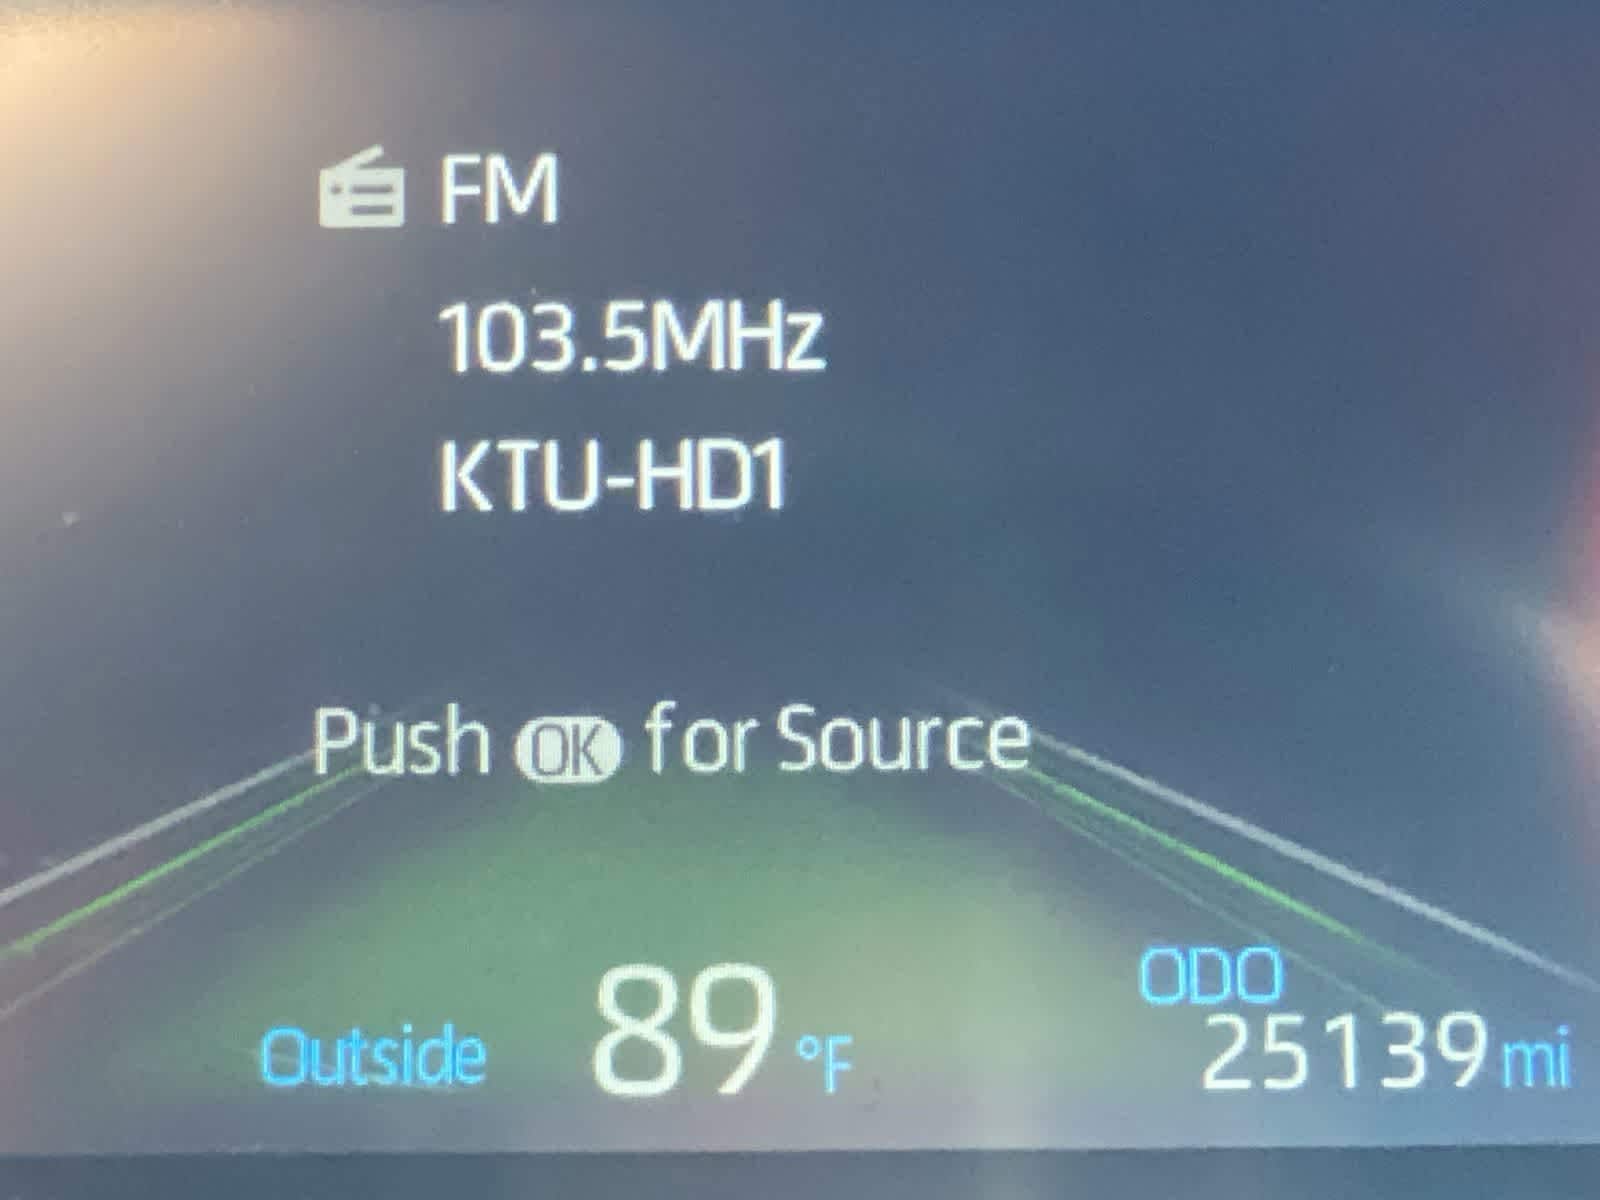 FM
103.5MHz
KTU-HD1
Push OK for Source
Outside 89 °F
ODO
25139 mi